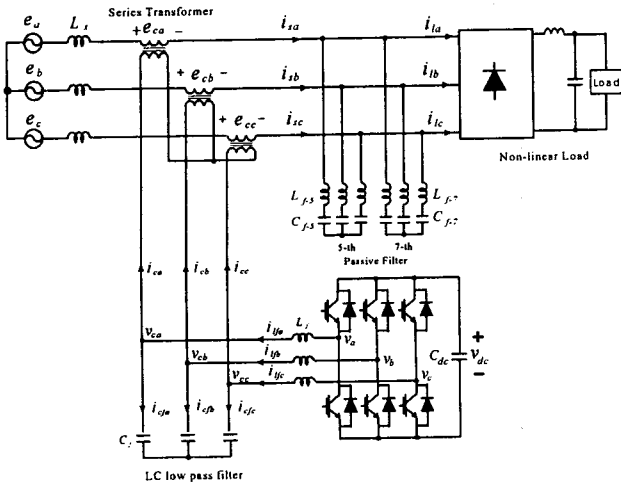 Series Transformer
e_a L_s + e_ca - i_sa i_la
e_b + e_cb - i_sb i_lb
e_c + e_cc - i_sc i_lc
Load
Non-linear Load
L_f-5 L_f-7
C_f-5 C_f-7
5-th 7-th
Passive Filter
i_ca i_cb i_cc
v_ca i_lfa L_f v_a
v_cb i_lfb v_b
v_cc i_lfc v_c
C_dc + v_dc -
i_cfa i_cfb i_cfc
C_f
LC low pass filter